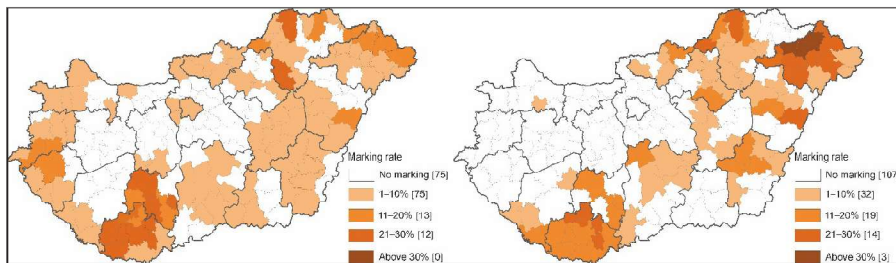 Marking rate
No marking [75]
1–10% [75]
11–20% [13]
21–30% [12]
Above 30% [0]
Marking rate
No marking [107]
1–10% [32]
11–20% [19]
21–30% [14]
Above 30% [3]